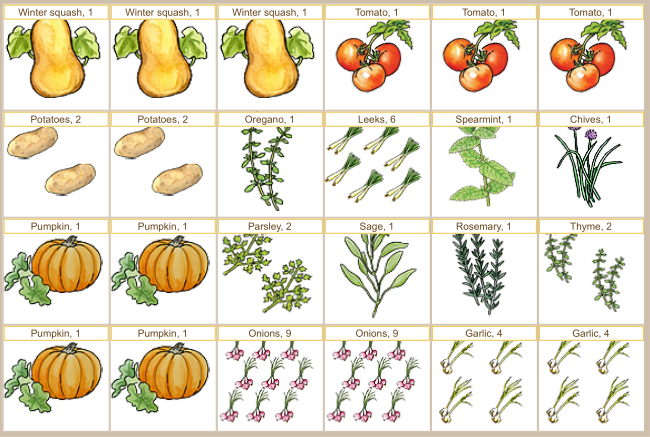 Winter squash, 1
Winter squash, 1
Winter squash, 1
Tomato, 1
Tomato, 1
Tomato, 1
Potatoes, 2
Potatoes, 2
Oregano, 1
Leeks, 6
Spearmint, 1
Chives, 1
Pumpkin, 1
Pumpkin, 1
Parsley, 2
Sage, 1
Rosemary, 1
Thyme, 2
Pumpkin, 1
Pumpkin, 1
Onions, 9
Onions, 9
Garlic, 4
Garlic, 4